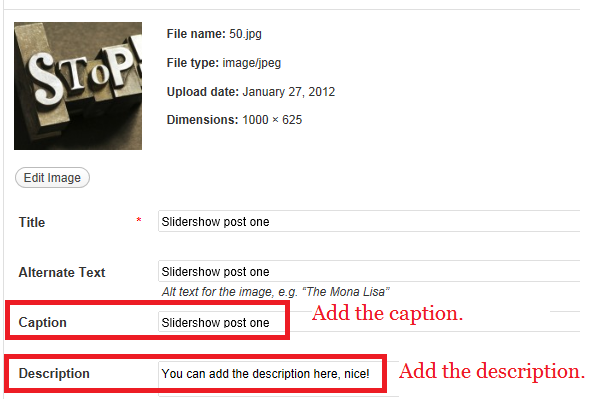 STOP!
File name: 50.jpg
File type: image/jpeg
Upload date: January 27, 2012
Dimensions: 1000 × 625
Edit Image
Title * Slidershow post one
Alternate Text Slidershow post one
Alt text for the image, e.g. “The Mona Lisa”
Caption Slidershow post one Add the caption.
Description You can add the description here, nice! Add the description.